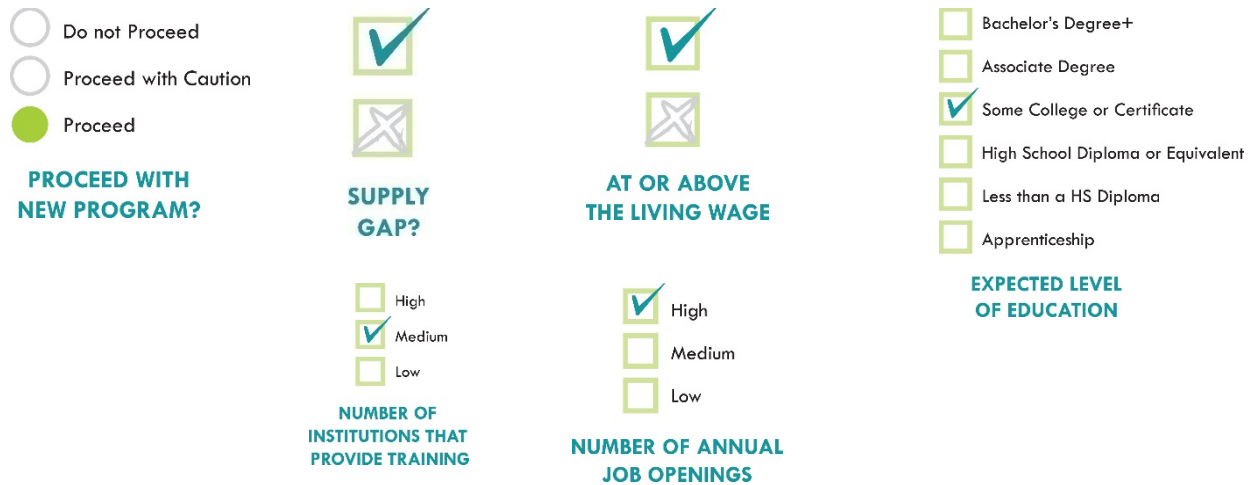 Do not Proceed
Proceed with Caution
Proceed
PROCEED WITH
NEW PROGRAM?
SUPPLY
GAP?
AT OR ABOVE
THE LIVING WAGE
Bachelor's Degree+
Associate Degree
Some College or Certificate
High School Diploma or Equivalent
Less than a HS Diploma
Apprenticeship
EXPECTED LEVEL
OF EDUCATION
High
Medium
Low
NUMBER OF
INSTITUTIONS THAT
PROVIDE TRAINING
High
Medium
Low
NUMBER OF ANNUAL
JOB OPENINGS